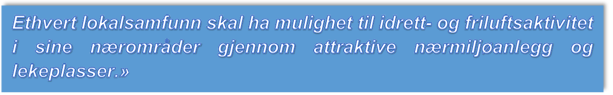 Ethvert lokalsamfunn skal ha mulighet til idrett- og friluftsaktivitet
i sine nærområder gjennom attraktive nærmiljøanlegg og
lekeplasser.»